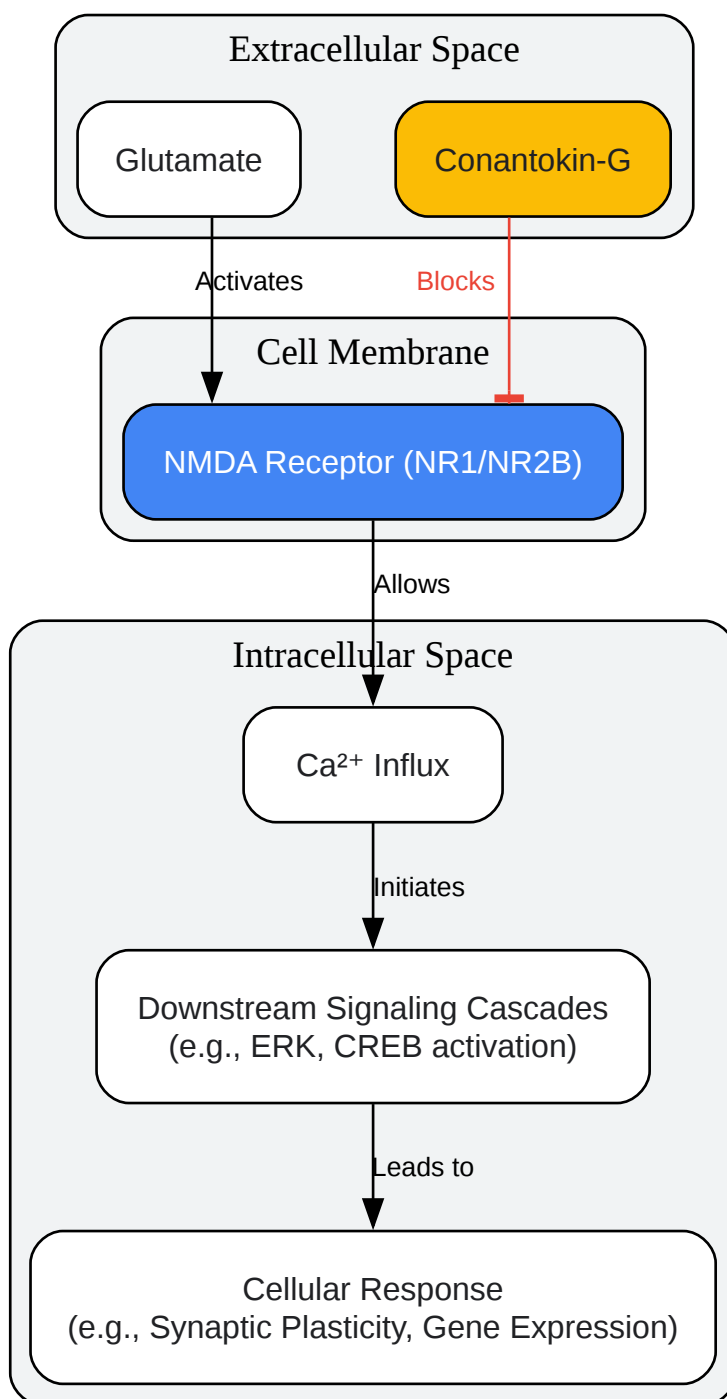 Extracellular Space
Glutamate
Conantokin-G
Activates
Blocks
Cell Membrane
NMDA Receptor (NR1/NR2B)
Allows
Intracellular Space
Ca²⁺ Influx
Initiates
Downstream Signaling Cascades
(e.g., ERK, CREB activation)
Leads to
Cellular Response
(e.g., Synaptic Plasticity, Gene Expression)